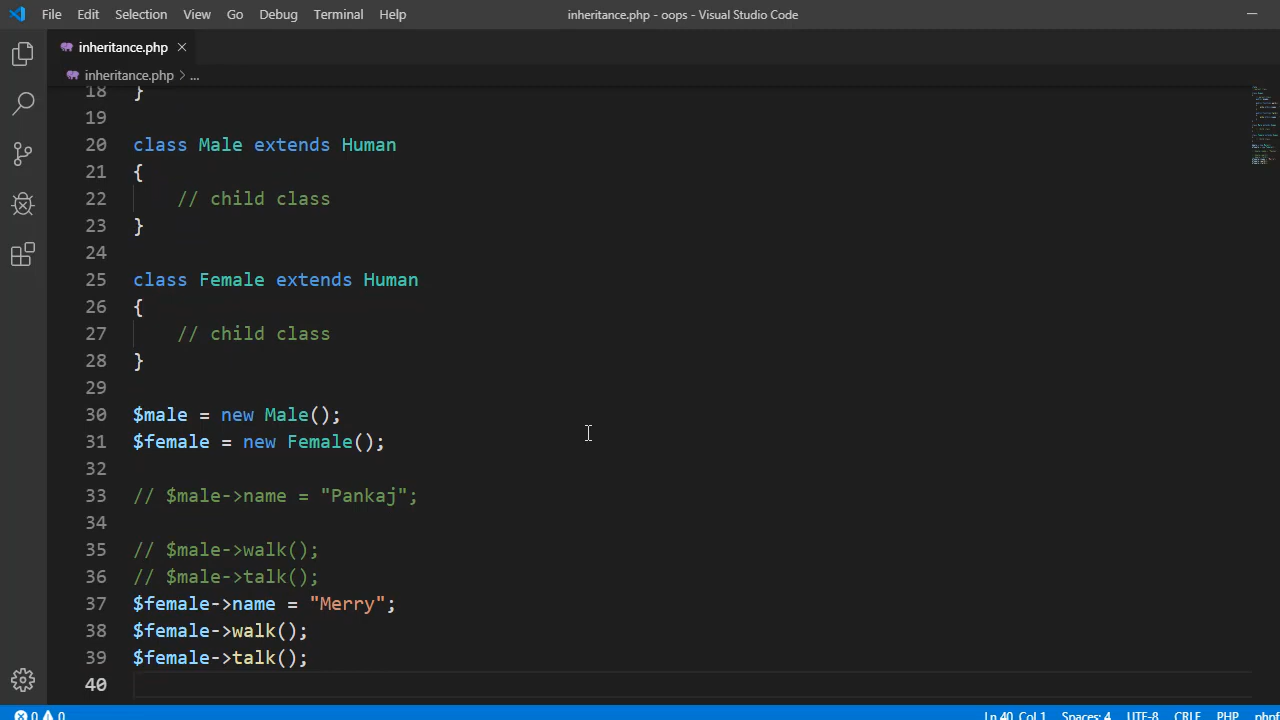 File Edit Selection View Go Debug Terminal Help inheritance.php - oops - Visual Studio Code
inheritance.php
inheritance.php > ...
18 }
19
20 class Male extends Human
21 {
22 // child class
23 }
24
25 class Female extends Human
26 {
27 // child class
28 }
29
30 $male = new Male();
31 $female = new Female();
32
33 // $male->name = "Pankaj";
34
35 // $male->walk();
36 // $male->talk();
37 $female->name = "Merry";
38 $female->walk();
39 $female->talk();
40
0 0 Ln 40, Col 1 Spaces: 4 UTF-8 CRLF PHP